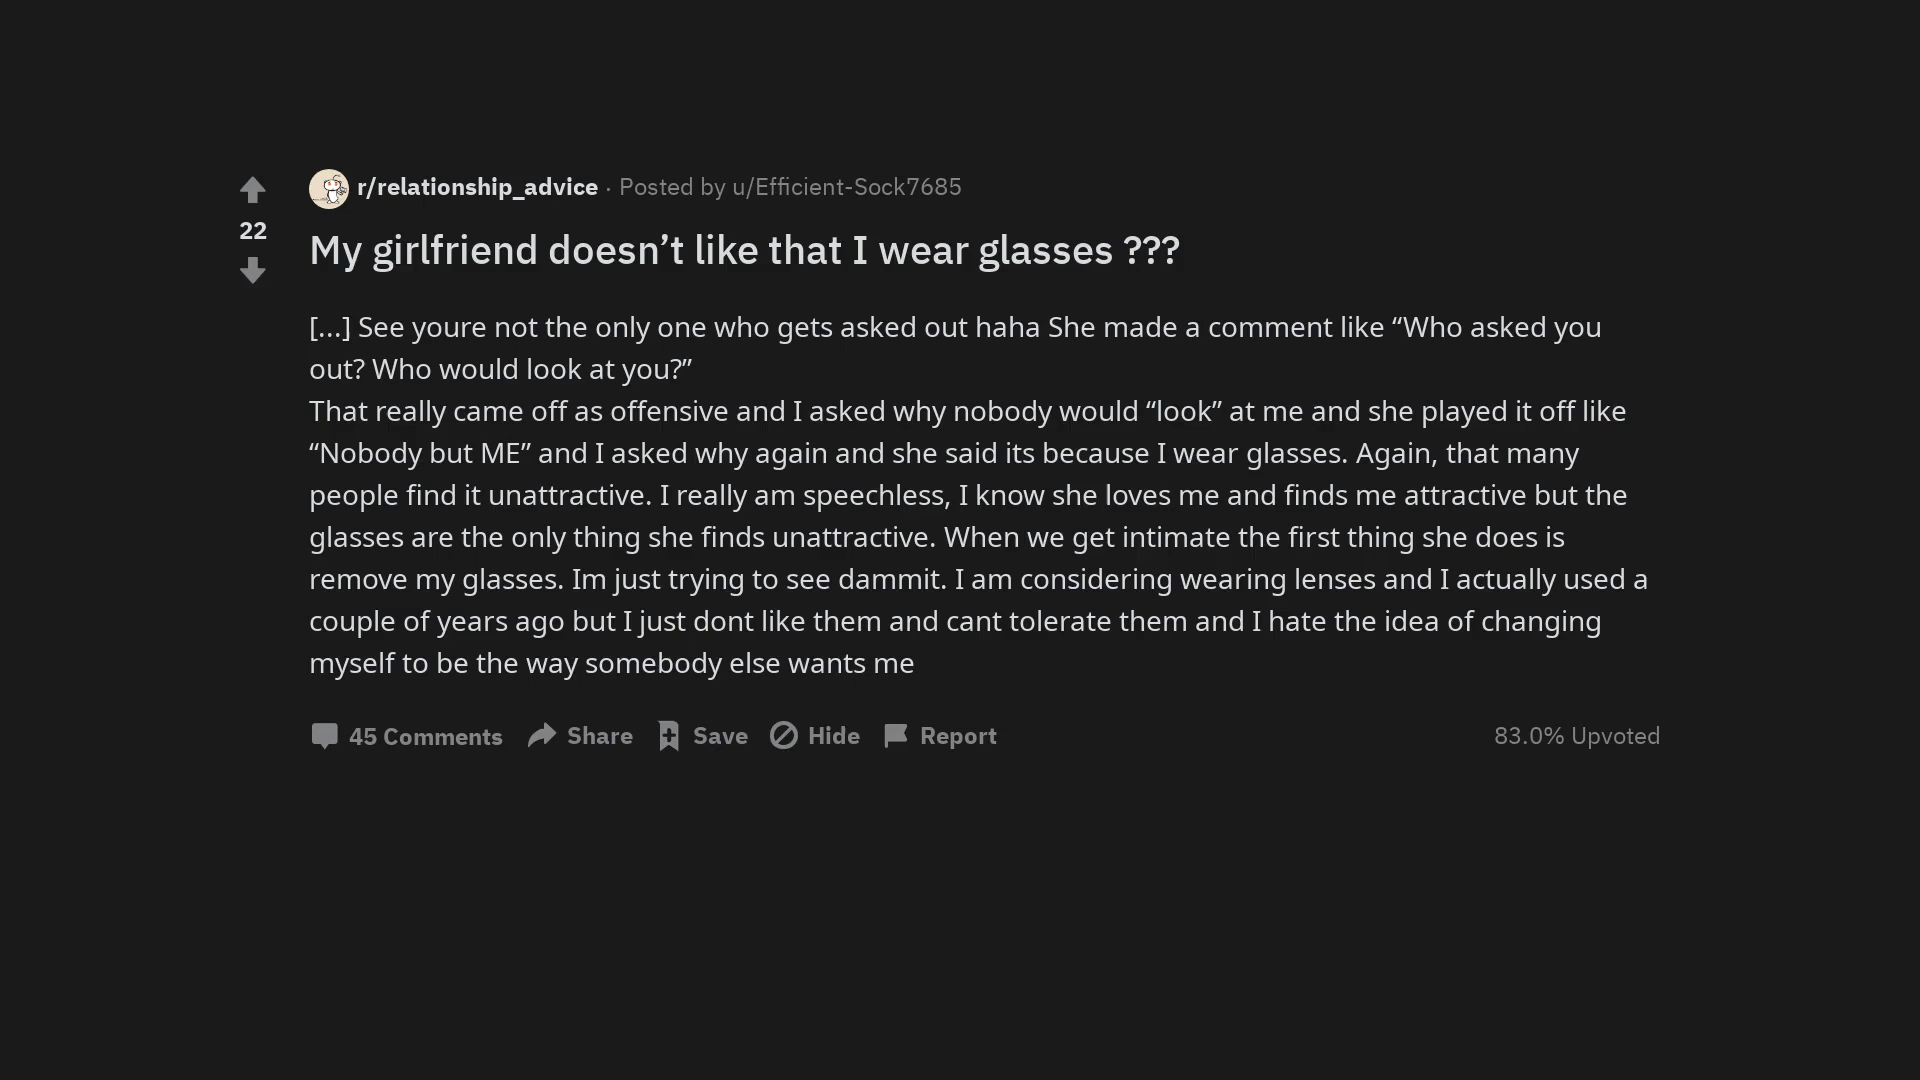 r/relationship_advice · Posted by u/Efficient-Sock7685
22
My girlfriend doesn’t like that I wear glasses ???
[...] See youre not the only one who gets asked out haha She made a comment like “Who asked you
out? Who would look at you?”
That really came off as offensive and I asked why nobody would “look” at me and she played it off like
“Nobody but ME” and I asked why again and she said its because I wear glasses. Again, that many
people find it unattractive. I really am speechless, I know she loves me and finds me attractive but the
glasses are the only thing she finds unattractive. When we get intimate the first thing she does is
remove my glasses. Im just trying to see dammit. I am considering wearing lenses and I actually used a
couple of years ago but I just dont like them and cant tolerate them and I hate the idea of changing
myself to be the way somebody else wants me
45 Comments Share Save Hide Report 83.0% Upvoted